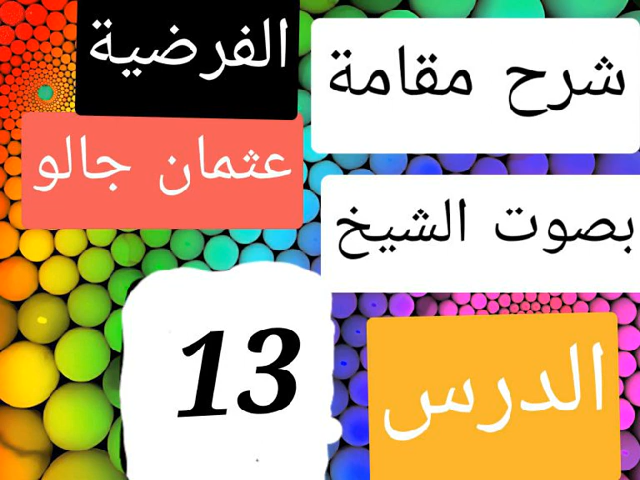 شرح مقامة
الفرضية
بصوت الشيخ
عثمان جالو
الدرس
13